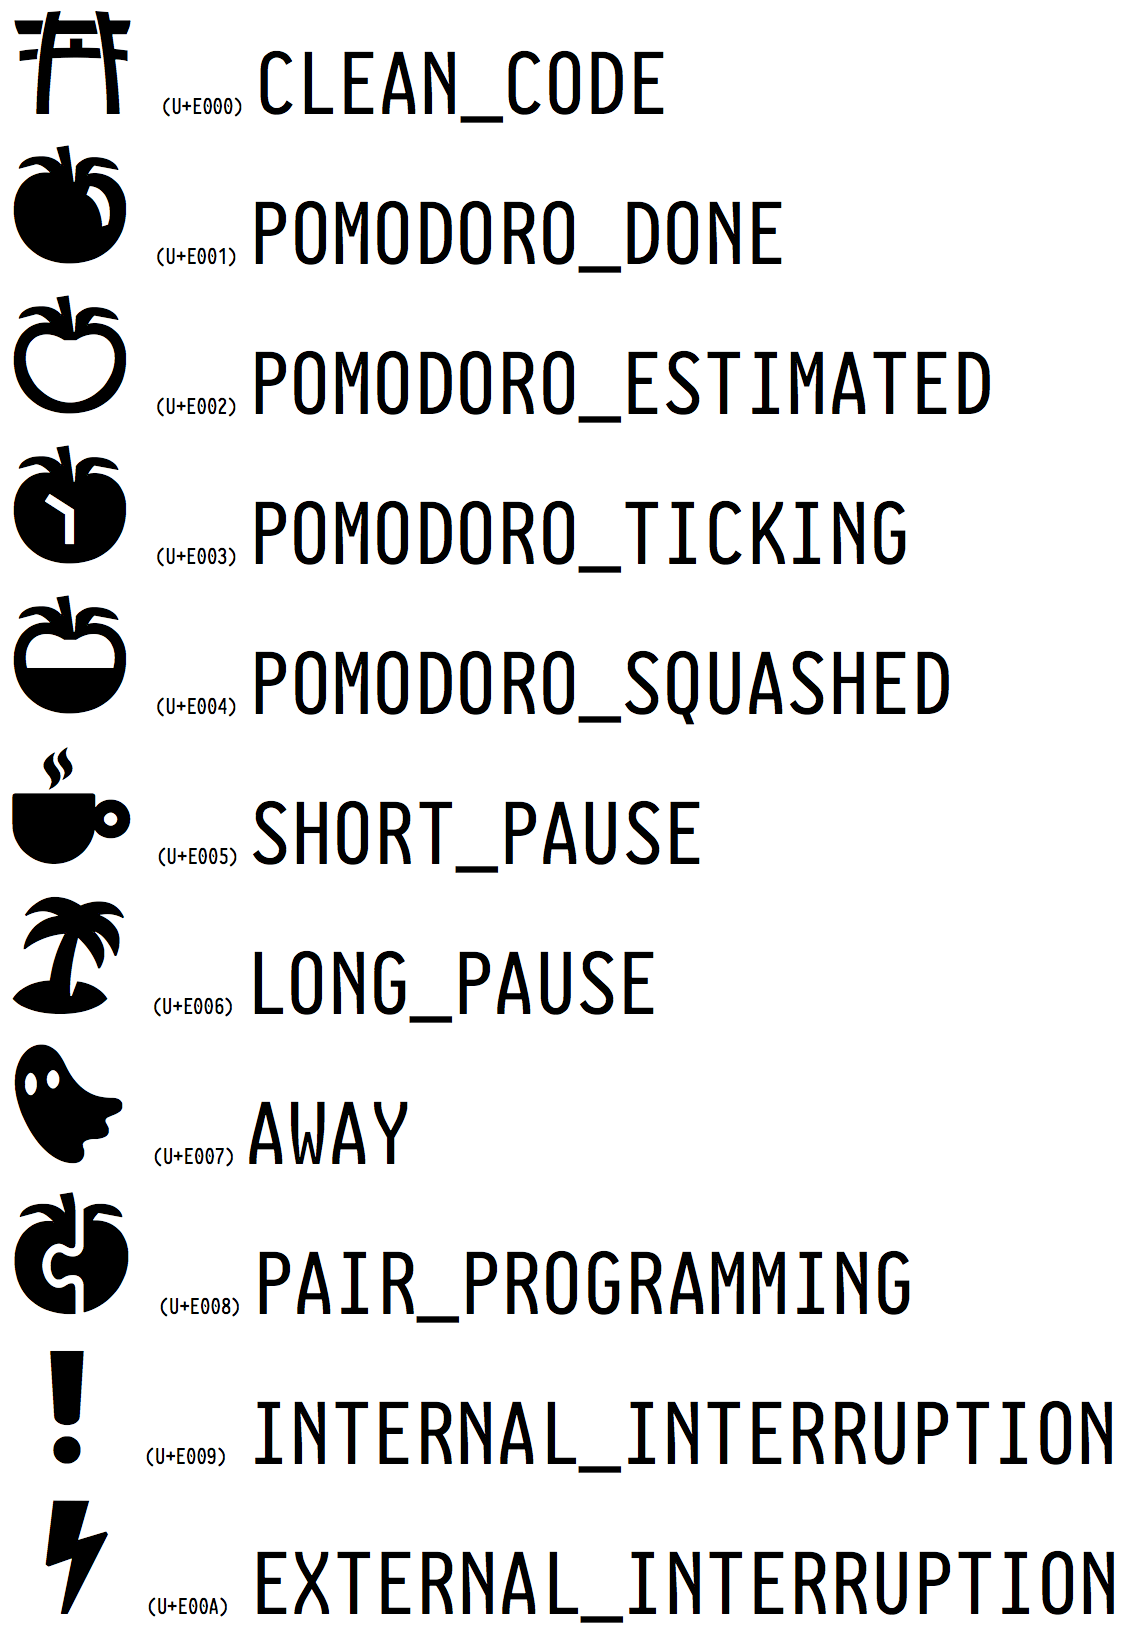 (U+E000) CLEAN_CODE
(U+E001) POMODORO_DONE
(U+E002) POMODORO_ESTIMATED
(U+E003) POMODORO_TICKING
(U+E004) POMODORO_SQUASHED
(U+E005) SHORT_PAUSE
(U+E006) LONG_PAUSE
(U+E007) AWAY
(U+E008) PAIR_PROGRAMMING
(U+E009) INTERNAL_INTERRUPTION
(U+E00A) EXTERNAL_INTERRUPTION